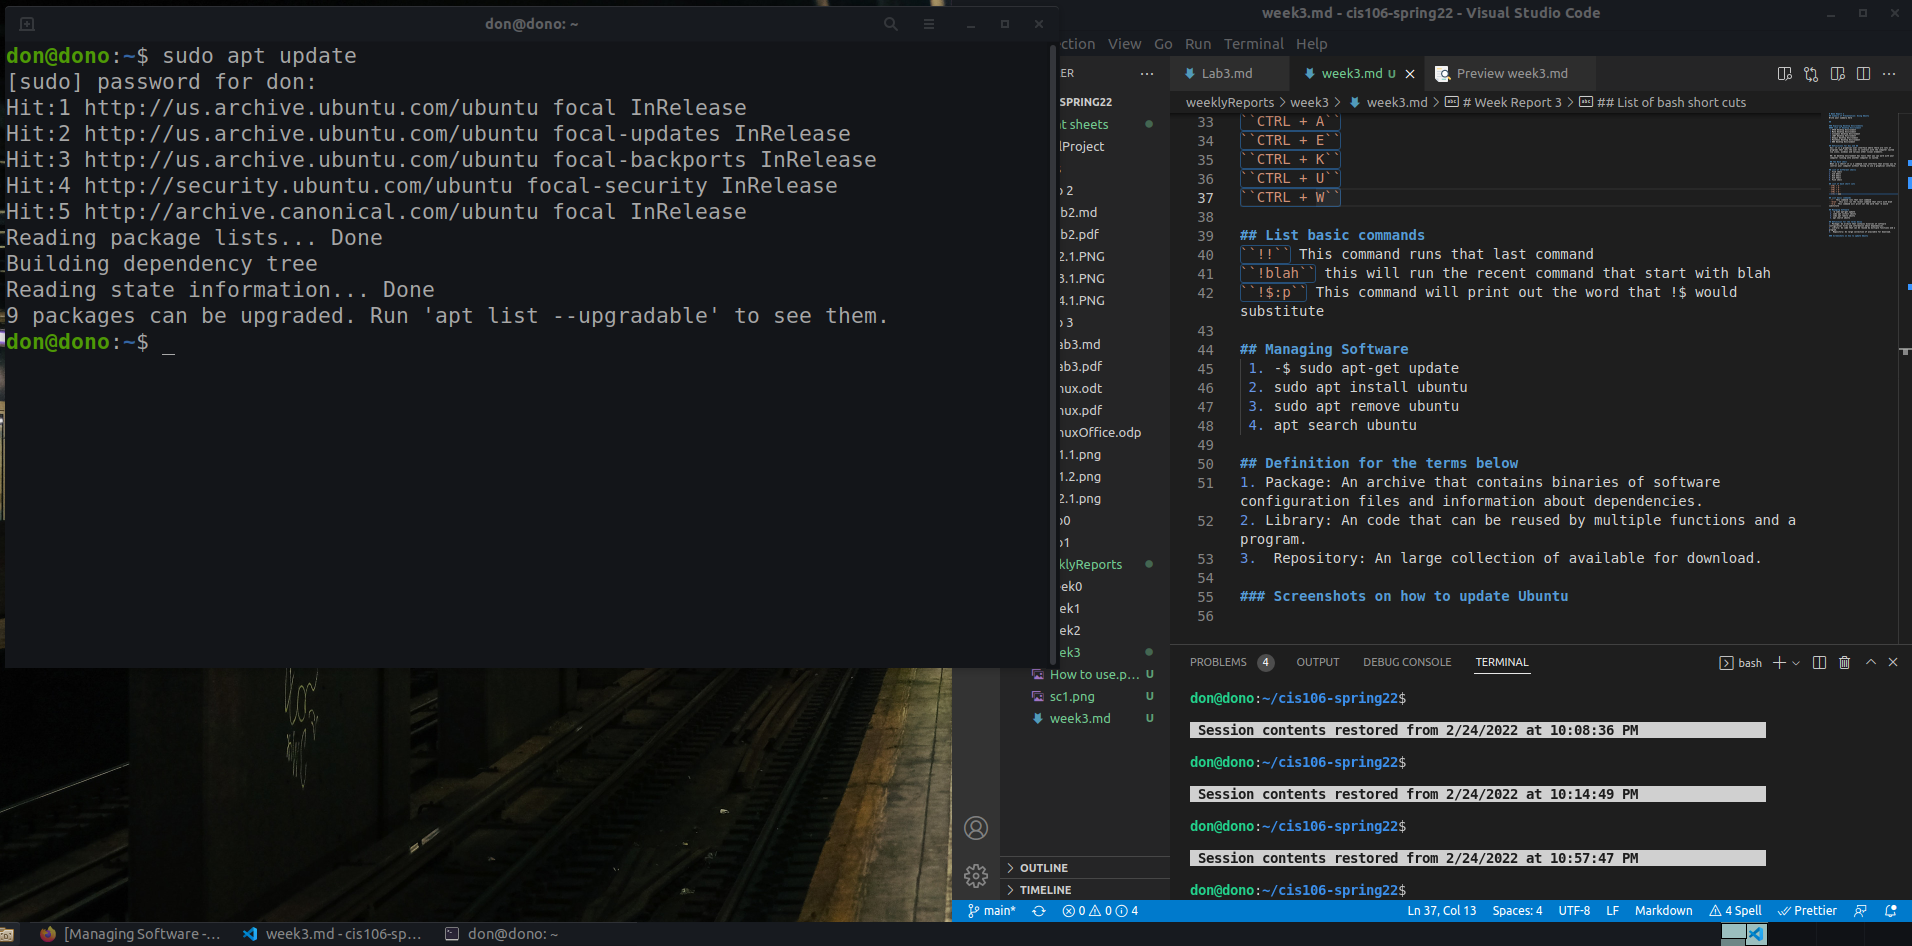 don@dono: ~
don@dono:~$ sudo apt update
[sudo] password for don:
Hit:1 http://us.archive.ubuntu.com/ubuntu focal InRelease
Hit:2 http://us.archive.ubuntu.com/ubuntu focal-updates InRelease
Hit:3 http://us.archive.ubuntu.com/ubuntu focal-backports InRelease
Hit:4 http://security.ubuntu.com/ubuntu focal-security InRelease
Hit:5 http://archive.canonical.com/ubuntu focal InRelease
Reading package lists... Done
Building dependency tree
Reading state information... Done
9 packages can be upgraded. Run 'apt list --upgradable' to see them.
don@dono:~$ _
week3.md - cis106-spring22 - Visual Studio Code
ction View Go Run Terminal Help
ER ...
SPRING22
t sheets
lProject
2
b2.md
b2.pdf
2.1.PNG
3.1.PNG
4.1.PNG
3
ab3.md
ab3.pdf
nux.odt
nux.pdf
nuxOffice.odp
1.1.png
1.2.png
2.1.png
o0
o1
klyReports
ek0
ek1
ek2
ek3
How to use.p... U
sc1.png U
week3.md U
OUTLINE
TIMELINE
Lab3.md week3.md U Preview week3.md
weeklyReports > week3 > week3.md > # Week Report 3 > ## List of bash short cuts
33 ``CTRL + A``
34 ``CTRL + E``
35 ``CTRL + K``
36 ``CTRL + U``
37 ``CTRL + W``
38
39 ## List basic commands
40 ``!!`` This command runs that last command
41 ``!blah`` this will run the recent command that start with blah
42 ``!$:p`` This command will print out the word that !$ would
substitute
43
44 ## Managing Software
45 1. -$ sudo apt-get update
46 2. sudo apt install ubuntu
47 3. sudo apt remove ubuntu
48 4. apt search ubuntu
49
50 ## Definition for the terms below
51 1. Package: An archive that contains binaries of software
configuration files and information about dependencies.
52 2. Library: An code that can be reused by multiple functions and a
program.
53 3.  Repository: An large collection of available for download.
54
55 ### Screenshots on how to update Ubuntu
56
PROBLEMS 4 OUTPUT DEBUG CONSOLE TERMINAL bash
don@dono:~/cis106-spring22$
Session contents restored from 2/24/2022 at 10:08:36 PM
don@dono:~/cis106-spring22$
Session contents restored from 2/24/2022 at 10:14:49 PM
don@dono:~/cis106-spring22$
Session contents restored from 2/24/2022 at 10:57:47 PM
don@dono:~/cis106-spring22$
main* 0 0 4 Ln 37, Col 13 Spaces: 4 UTF-8 LF Markdown 4 Spell Prettier
[Managing Software -... week3.md - cis106-sp... don@dono: ~